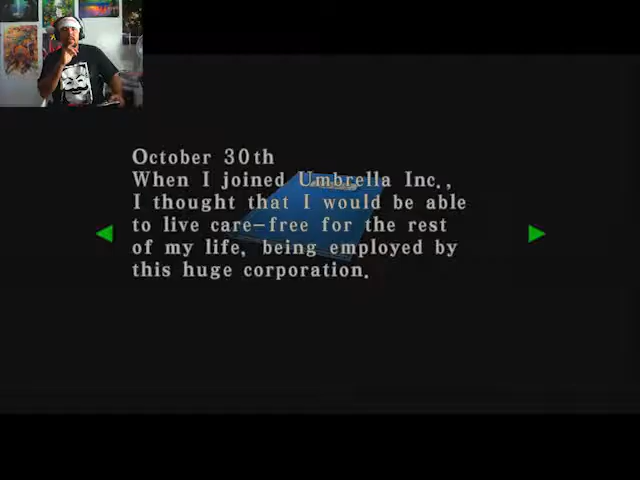 October 30th
When I joined Umbrella Inc.,
I thought that I would be able
to live care-free for the rest
of my life, being employed by
this huge corporation.